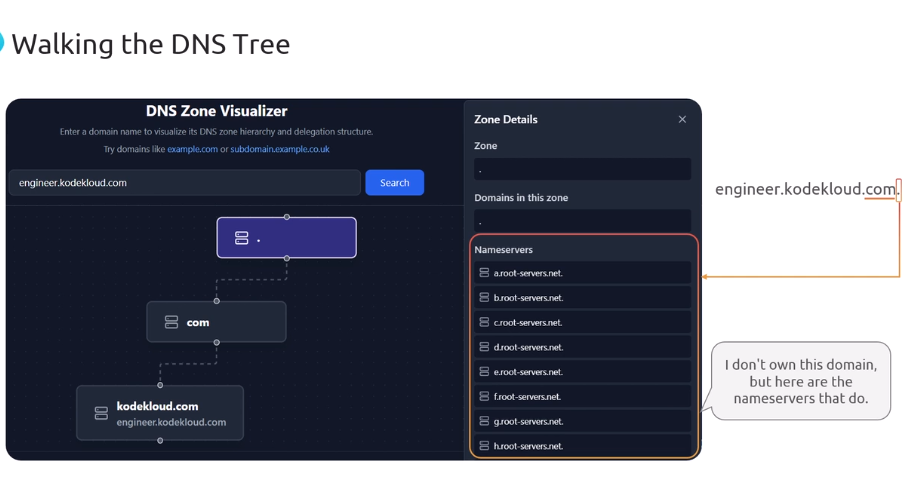 Walking the DNS Tree
DNS Zone Visualizer
Enter a domain name to visualize its DNS zone hierarchy and delegation structure.
Try domains like example.com or subdomain.example.co.uk
engineer.kodekloud.com
Search
.
com
kodekloud.com
engineer.kodekloud.com
Zone Details
Zone
.
Domains in this zone
.
Nameservers
a.root-servers.net.
b.root-servers.net.
c.root-servers.net.
d.root-servers.net.
e.root-servers.net.
f.root-servers.net.
g.root-servers.net.
h.root-servers.net.
engineer.kodekloud.com.
I don't own this domain,
but here are the
nameservers that do.